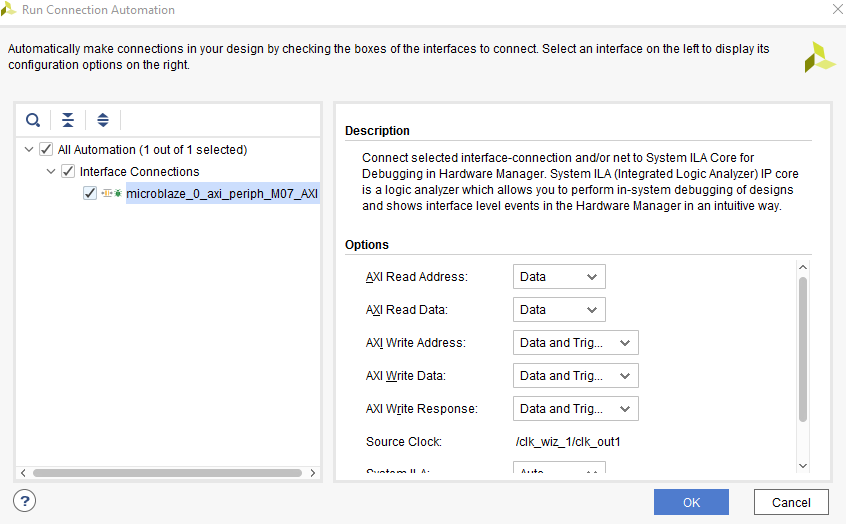 Run Connection Automation
Automatically make connections in your design by checking the boxes of the interfaces to connect. Select an interface on the left to display its
configuration options on the right.
All Automation (1 out of 1 selected)
Interface Connections
microblaze_0_axi_periph_M07_AXI
Description
Connect selected interface-connection and/or net to System ILA Core for
Debugging in Hardware Manager. System ILA (Integrated Logic Analyzer) IP core
is a logic analyzer which allows you to perform in-system debugging of designs
and shows interface level events in the Hardware Manager in an intuitive way.
Options
AXI Read Address: Data
AXI Read Data: Data
AXI Write Address: Data and Trig...
AXI Write Data: Data and Trig...
AXI Write Response: Data and Trig...
Source Clock: /clk_wiz_1/clk_out1
System ILA: Auto
?
OK Cancel